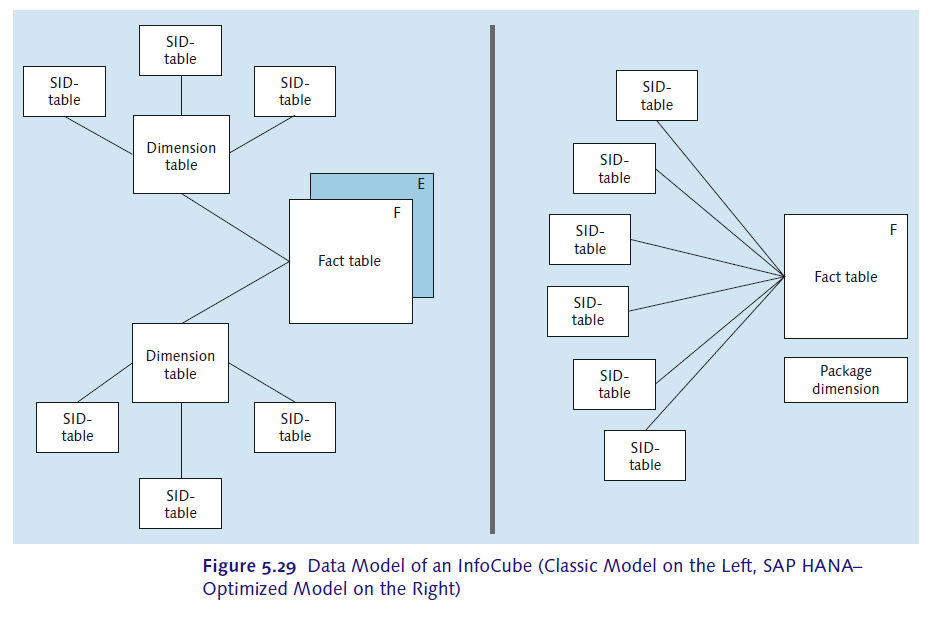 SID-
table
SID-
table
SID-
table
Dimension
table
E
F
Fact table
Dimension
table
SID-
table
SID-
table
SID-
table
SID-
table
SID-
table
SID-
table
SID-
table
SID-
table
SID-
table
F
Fact table
Package
dimension
Figure 5.29 Data Model of an InfoCube (Classic Model on the Left, SAP HANA–
Optimized Model on the Right)